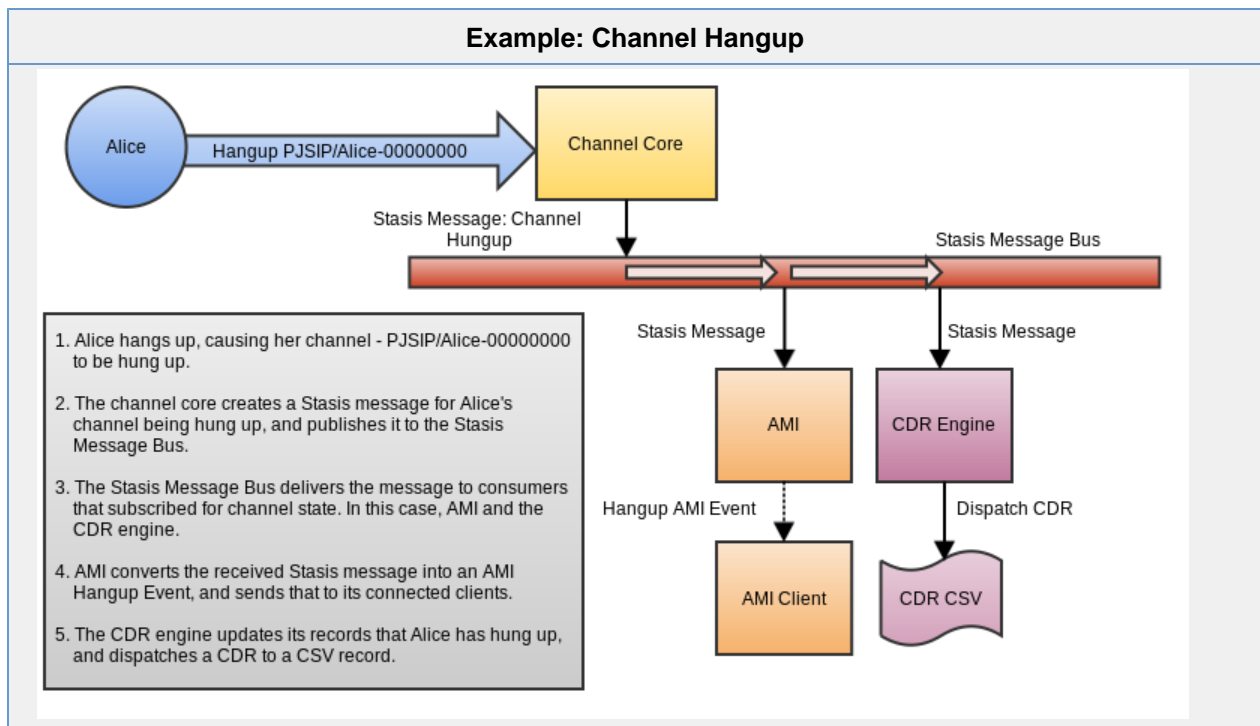 Example: Channel Hangup
Alice
Hangup PJSIP/Alice-00000000
Channel Core
Stasis Message: Channel
Hungup
Stasis Message Bus
Stasis Message
Stasis Message
1. Alice hangs up, causing her channel - PJSIP/Alice-00000000
to be hung up.
2. The channel core creates a Stasis message for Alice's
channel being hung up, and publishes it to the Stasis
Message Bus.
3. The Stasis Message Bus delivers the message to consumers
that subscribed for channel state. In this case, AMI and the
CDR engine.
4. AMI converts the received Stasis message into an AMI
Hangup Event, and sends that to its connected clients.
5. The CDR engine updates its records that Alice has hung up,
and dispatches a CDR to a CSV record.
AMI
CDR Engine
Hangup AMI Event
Dispatch CDR
AMI Client
CDR CSV